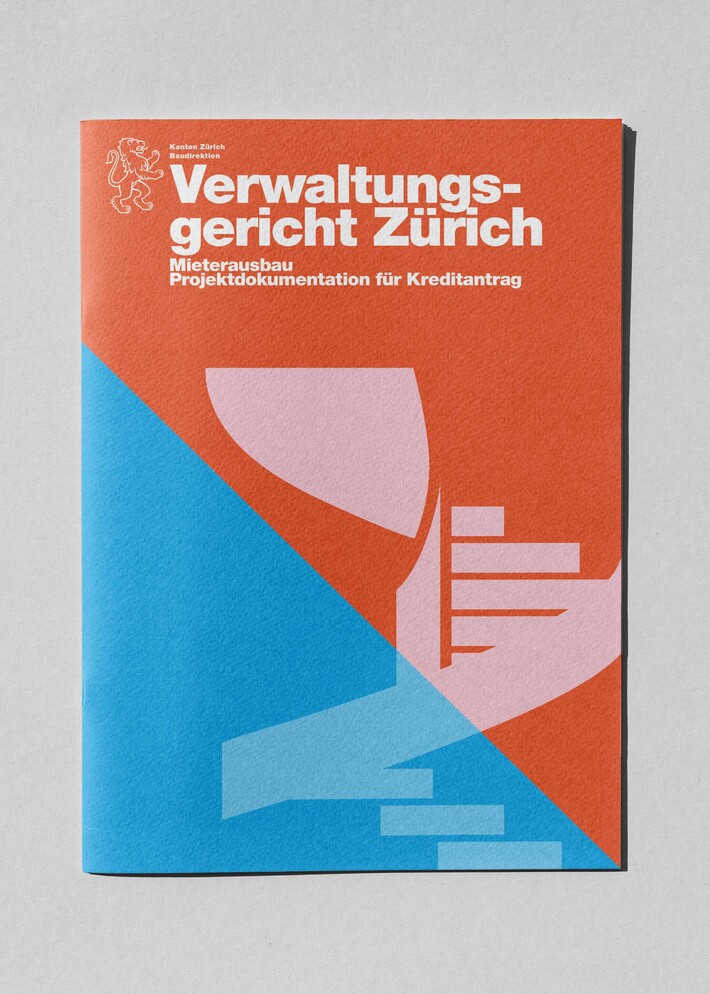 Kanton Zürich
Baudirektion
Verwaltungs-
gericht Zürich
Mieterausbau
Projektdokumentation für Kreditantrag